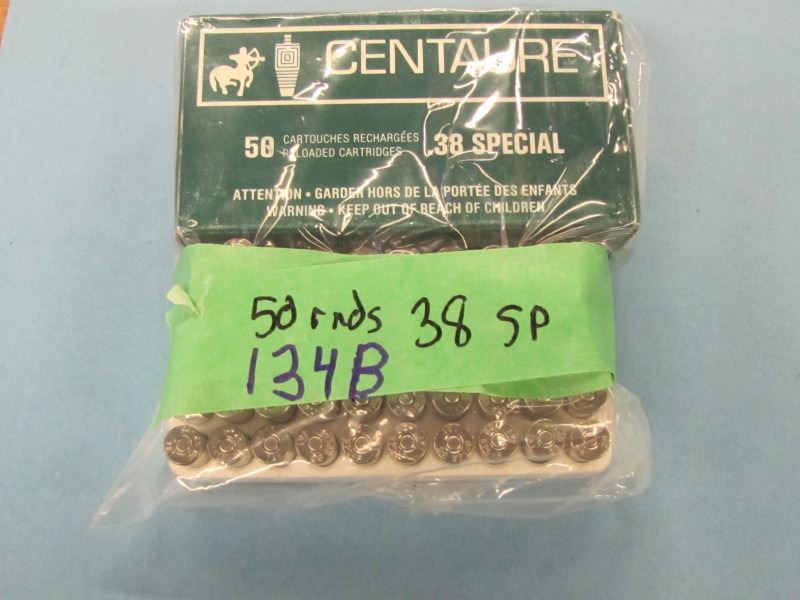 CENTAURE
50 CARTOUCHES RECHARGÉES .38 SPECIAL
RELOADED CARTRIDGES
ATTENTION • GARDER HORS DE LA PORTÉE DES ENFANTS
WARNING • KEEP OUT OF REACH OF CHILDREN
50 rnds 38 SP
134B